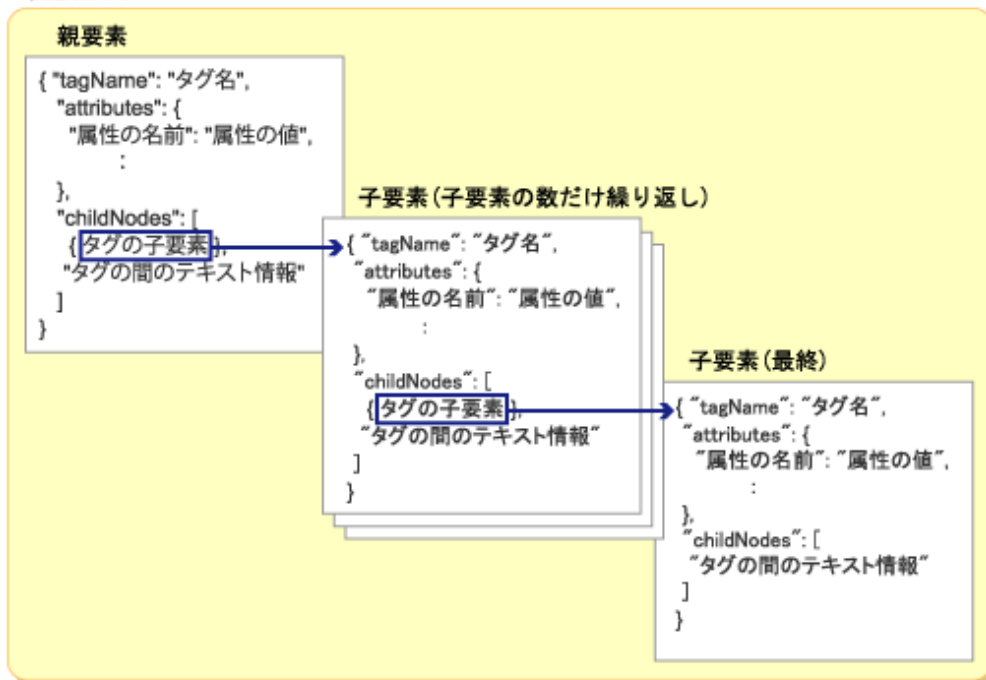 親要素
{ "tagName": "タグ名",
"attributes": {
"属性の名前": "属性の値",
:
},
"childNodes": [
{タグの子要素},
"タグの間のテキスト情報"
]
}
子要素(子要素の数だけ繰り返し)
{ "tagName": "タグ名",
"attributes": {
"属性の名前": "属性の値",
:
},
"childNodes": [
{タグの子要素},
"タグの間のテキスト情報"
]
}
子要素(最終)
{ "tagName": "タグ名",
"attributes": {
"属性の名前": "属性の値",
:
},
"childNodes": [
"タグの間のテキスト情報"
]
}